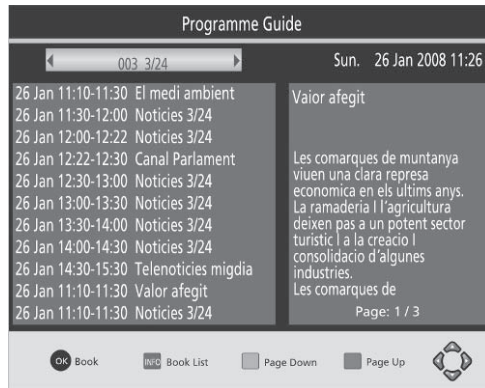 Programme Guide
003 3/24
Sun. 26 Jan 2008 11:26
26 Jan 11:10-11:30 El medi ambient
26 Jan 11:30-12:00 Noticies 3/24
26 Jan 12:00-12:22 Noticies 3/24
26 Jan 12:22-12:30 Canal Parlament
26 Jan 12:30-13:00 Noticies 3/24
26 Jan 13:00-13:30 Noticies 3/24
26 Jan 13:30-14:00 Noticies 3/24
26 Jan 14:00-14:30 Noticies 3/24
26 Jan 14:30-15:30 Telenoticies migdia
26 Jan 11:10-11:30 Valor afegit
26 Jan 11:10-11:30 Noticies 3/24
Vaior afegit
Les comarques de muntanya
viuen una clara represa
economica en els ultims anys.
La ramaderia l l'agricultura
deixen pas a un potent sector
turistic l a la creacio l
consolidacio d'algunes
industries.
Les comarques de
Page: 1 / 3
OK Book
INFO Book List
Page Down
Page Up